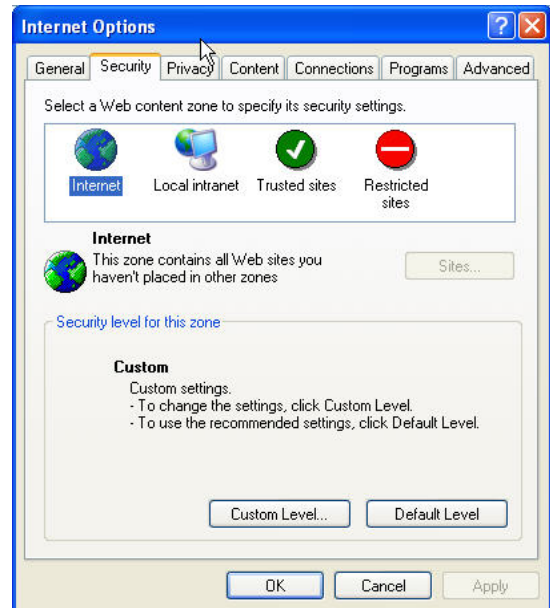 Internet Options
General Security Privacy Content Connections Programs Advanced
Select a Web content zone to specify its security settings.
Internet Local intranet Trusted sites Restricted
sites
Internet
This zone contains all Web sites you
haven't placed in other zones
Sites...
Security level for this zone
Custom
Custom settings.
- To change the settings, click Custom Level.
- To use the recommended settings, click Default Level.
Custom Level... Default Level
OK Cancel Apply